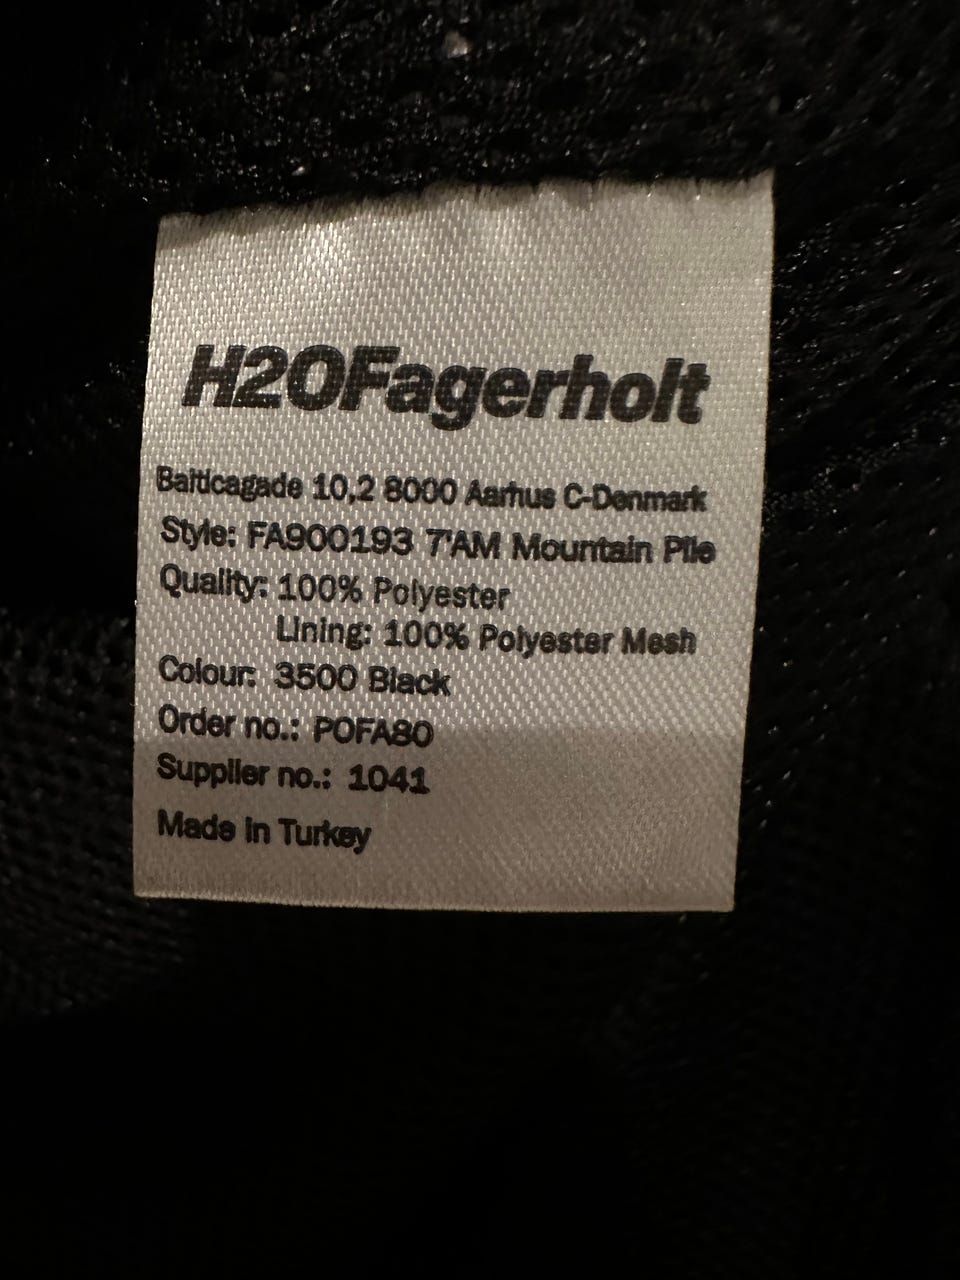 H2OFagerholt
Balticagade 10,2 8000 Aarhus C-Denmark
Style: FA900193 7'AM Mountain Pile
Quality: 100% Polyester
Lining: 100% Polyester Mesh
Colour: 3500 Black
Order no.: POFA80
Supplier no.: 1041
Made in Turkey